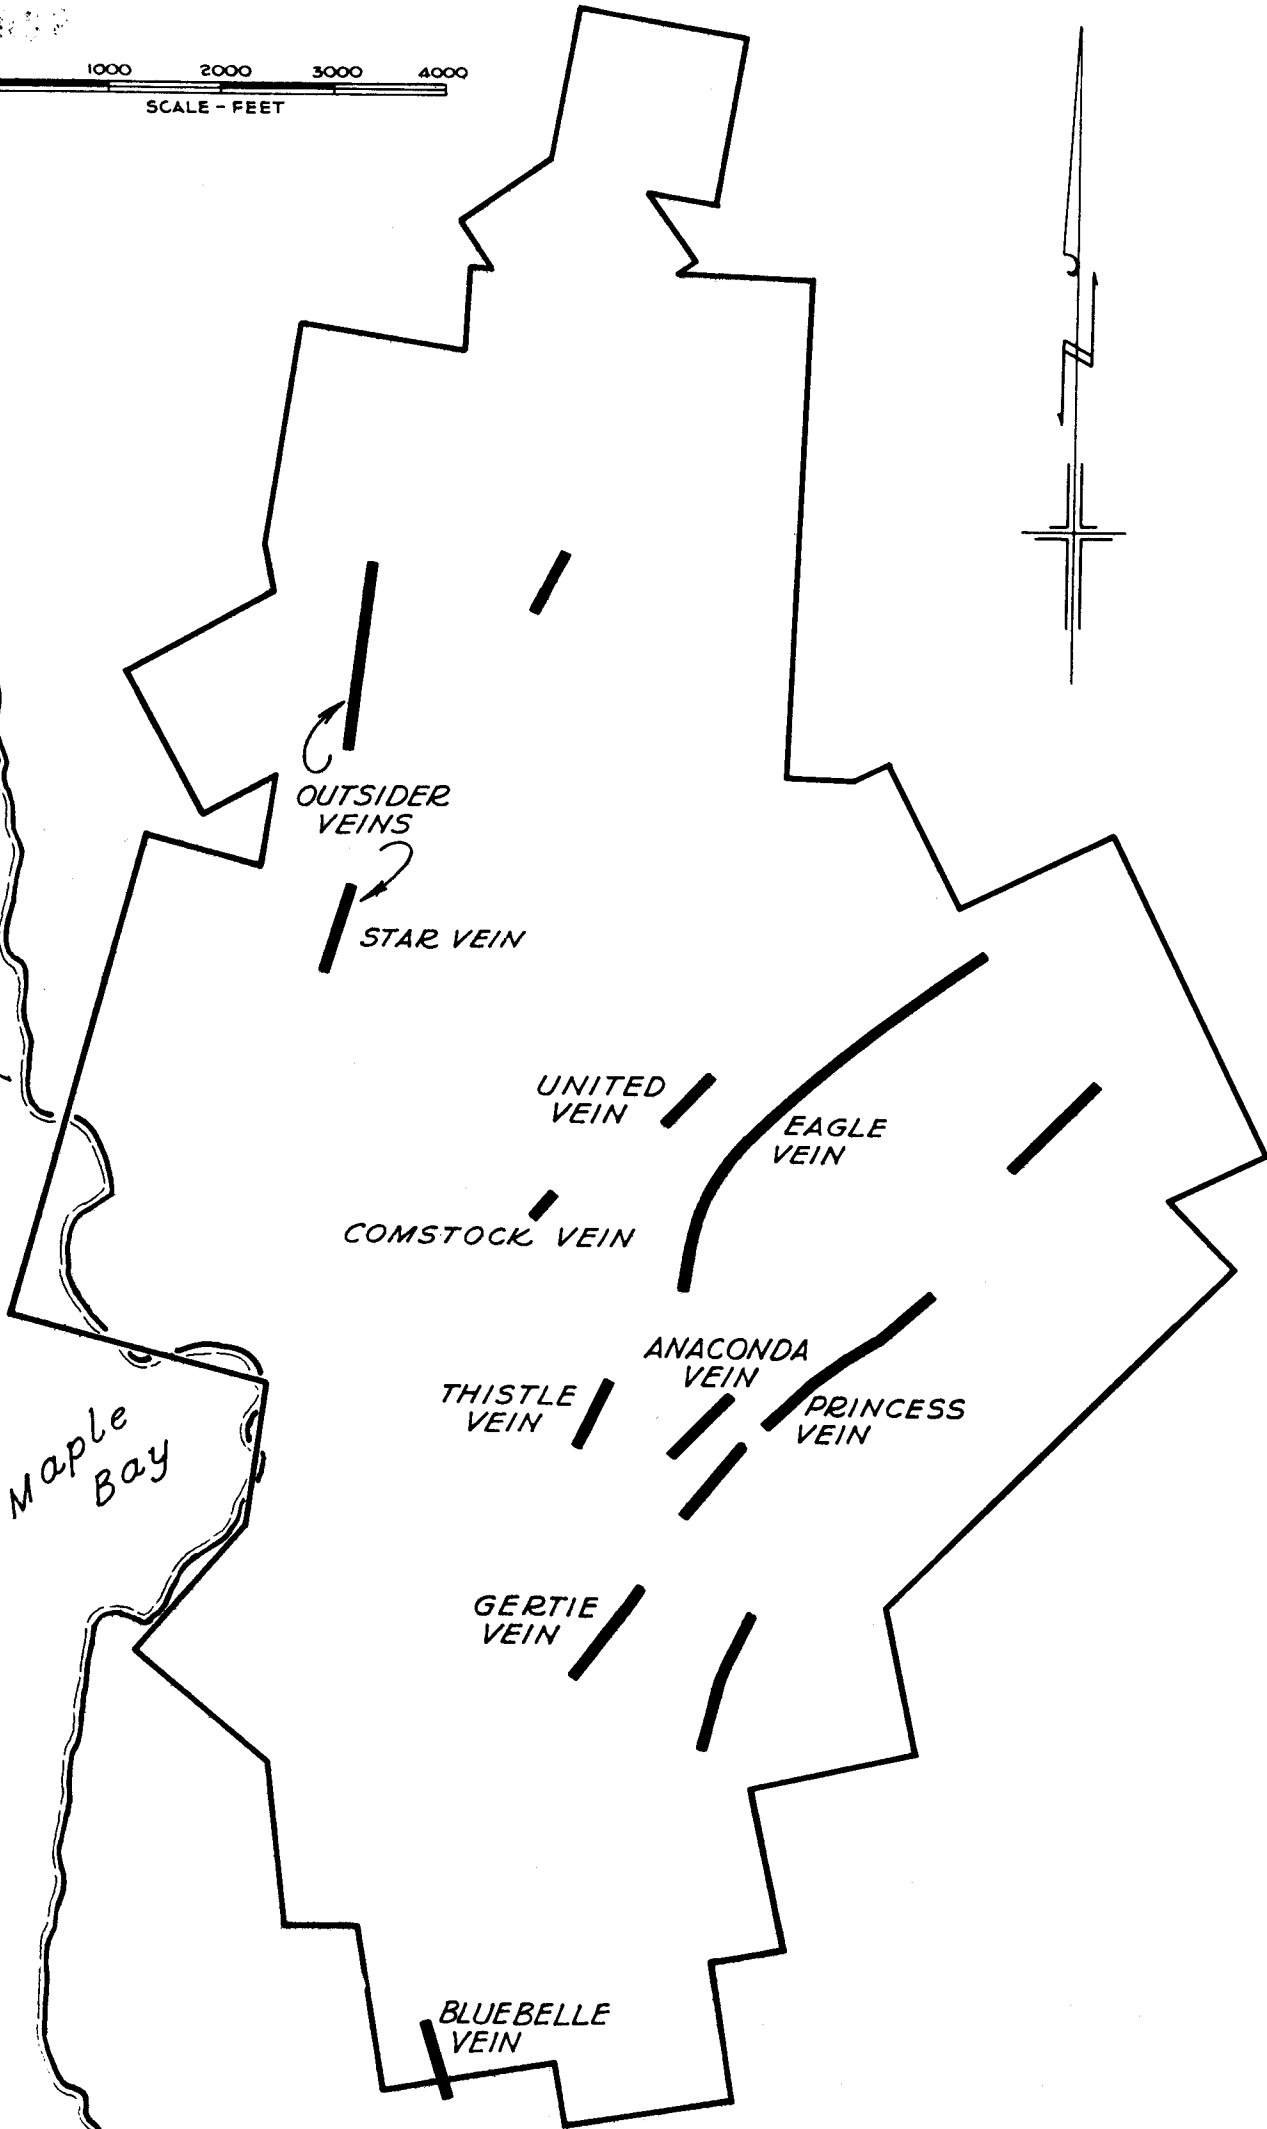 1000 2000 3000 4000
SCALE - FEET
OUTSIDER
VEINS
STAR VEIN
UNITED
VEIN
EAGLE
VEIN
COMSTOCK VEIN
ANACONDA
VEIN
THISTLE
VEIN
PRINCESS
VEIN
Maple
Bay
GERTIE
VEIN
BLUEBELLE
VEIN